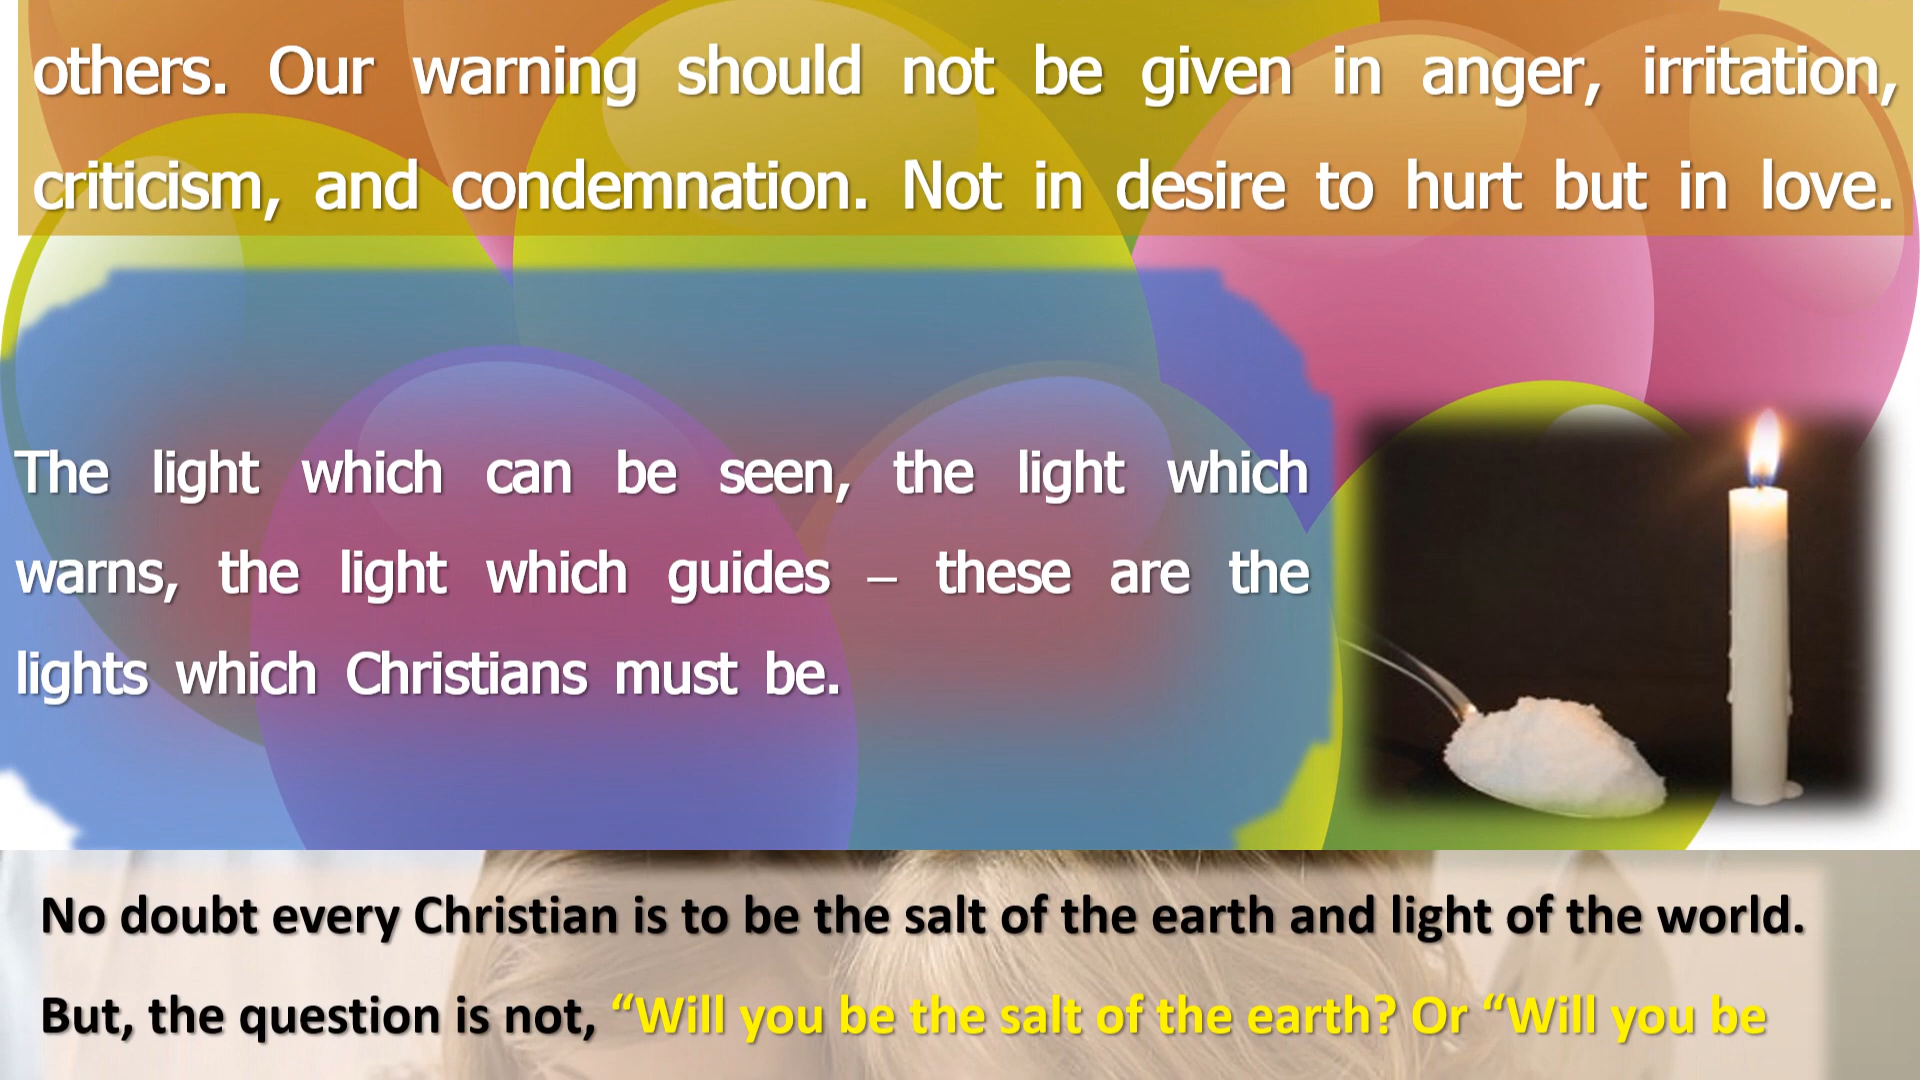 others. Our warning should not be given in anger, irritation,
criticism, and condemnation. Not in desire to hurt but in love.
The light which can be seen, the light which
warns, the light which guides – these are the
lights which Christians must be.
No doubt every Christian is to be the salt of the earth and light of the world.
But, the question is not, “Will you be the salt of the earth? Or “Will you be